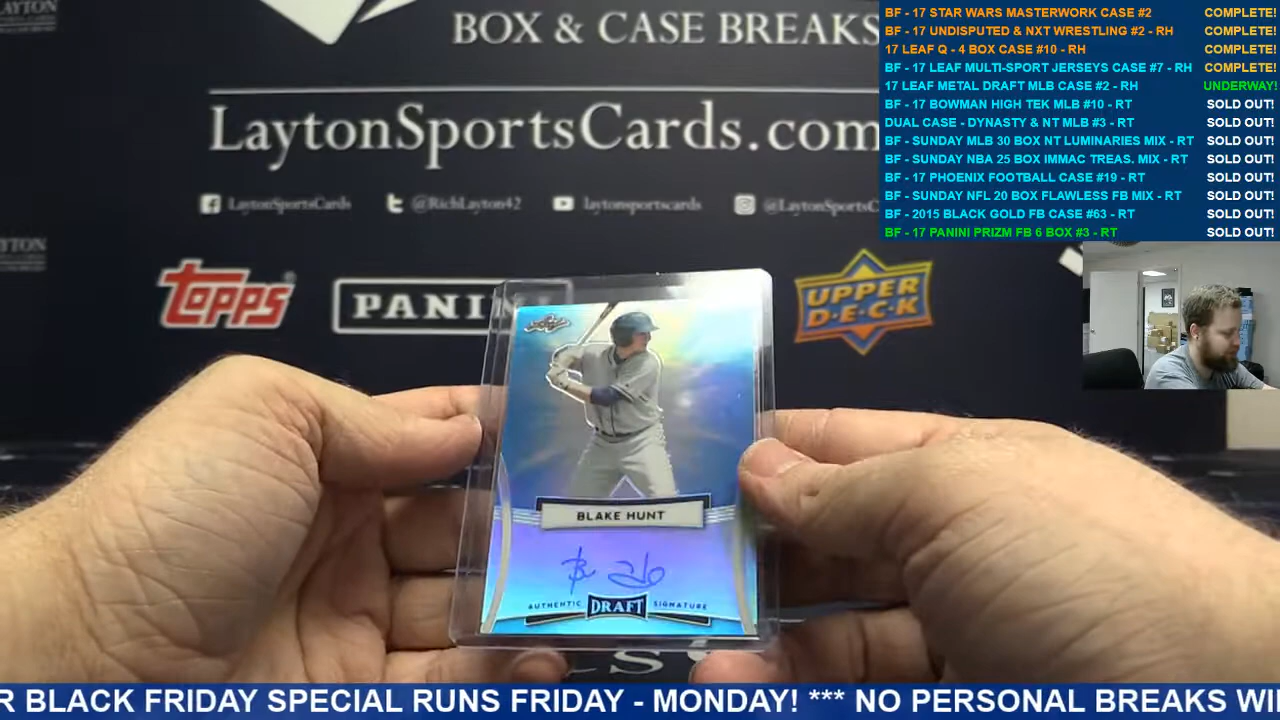 LAYTON
BOX & CASE BREAKS
LaytonSportsCards.com
LaytonSportsCards
@RichLayton42
laytonsportscards
@LaytonSportsC
YTON
TOPPS
PANINI
UPPER
D·E·C·K
Leaf
BLAKE HUNT
AUTHENTIC DRAFT SIGNATURE
BF - 17 STAR WARS MASTERWORK CASE #2 COMPLETE!
BF - 17 UNDISPUTED & NXT WRESTLING #2 - RH COMPLETE!
17 LEAF Q - 4 BOX CASE #10 - RH COMPLETE!
BF - 17 LEAF MULTI-SPORT JERSEYS CASE #7 - RH COMPLETE!
17 LEAF METAL DRAFT MLB CASE #2 - RH UNDERWAY!
BF - 17 BOWMAN HIGH TEK MLB #10 - RT SOLD OUT!
DUAL CASE - DYNASTY & NT MLB #3 - RT SOLD OUT!
BF - SUNDAY MLB 30 BOX NT LUMINARIES MIX - RT SOLD OUT!
BF - SUNDAY NBA 25 BOX IMMAC TREAS. MIX - RT SOLD OUT!
BF - 17 PHOENIX FOOTBALL CASE #19 - RT SOLD OUT!
BF - SUNDAY NFL 20 BOX FLAWLESS FB MIX - RT SOLD OUT!
BF - 2015 BLACK GOLD FB CASE #63 - RT SOLD OUT!
BF - 17 PANINI PRIZM FB 6 BOX #3 - RT SOLD OUT!
R BLACK FRIDAY SPECIAL RUNS FRIDAY - MONDAY! *** NO PERSONAL BREAKS WIL